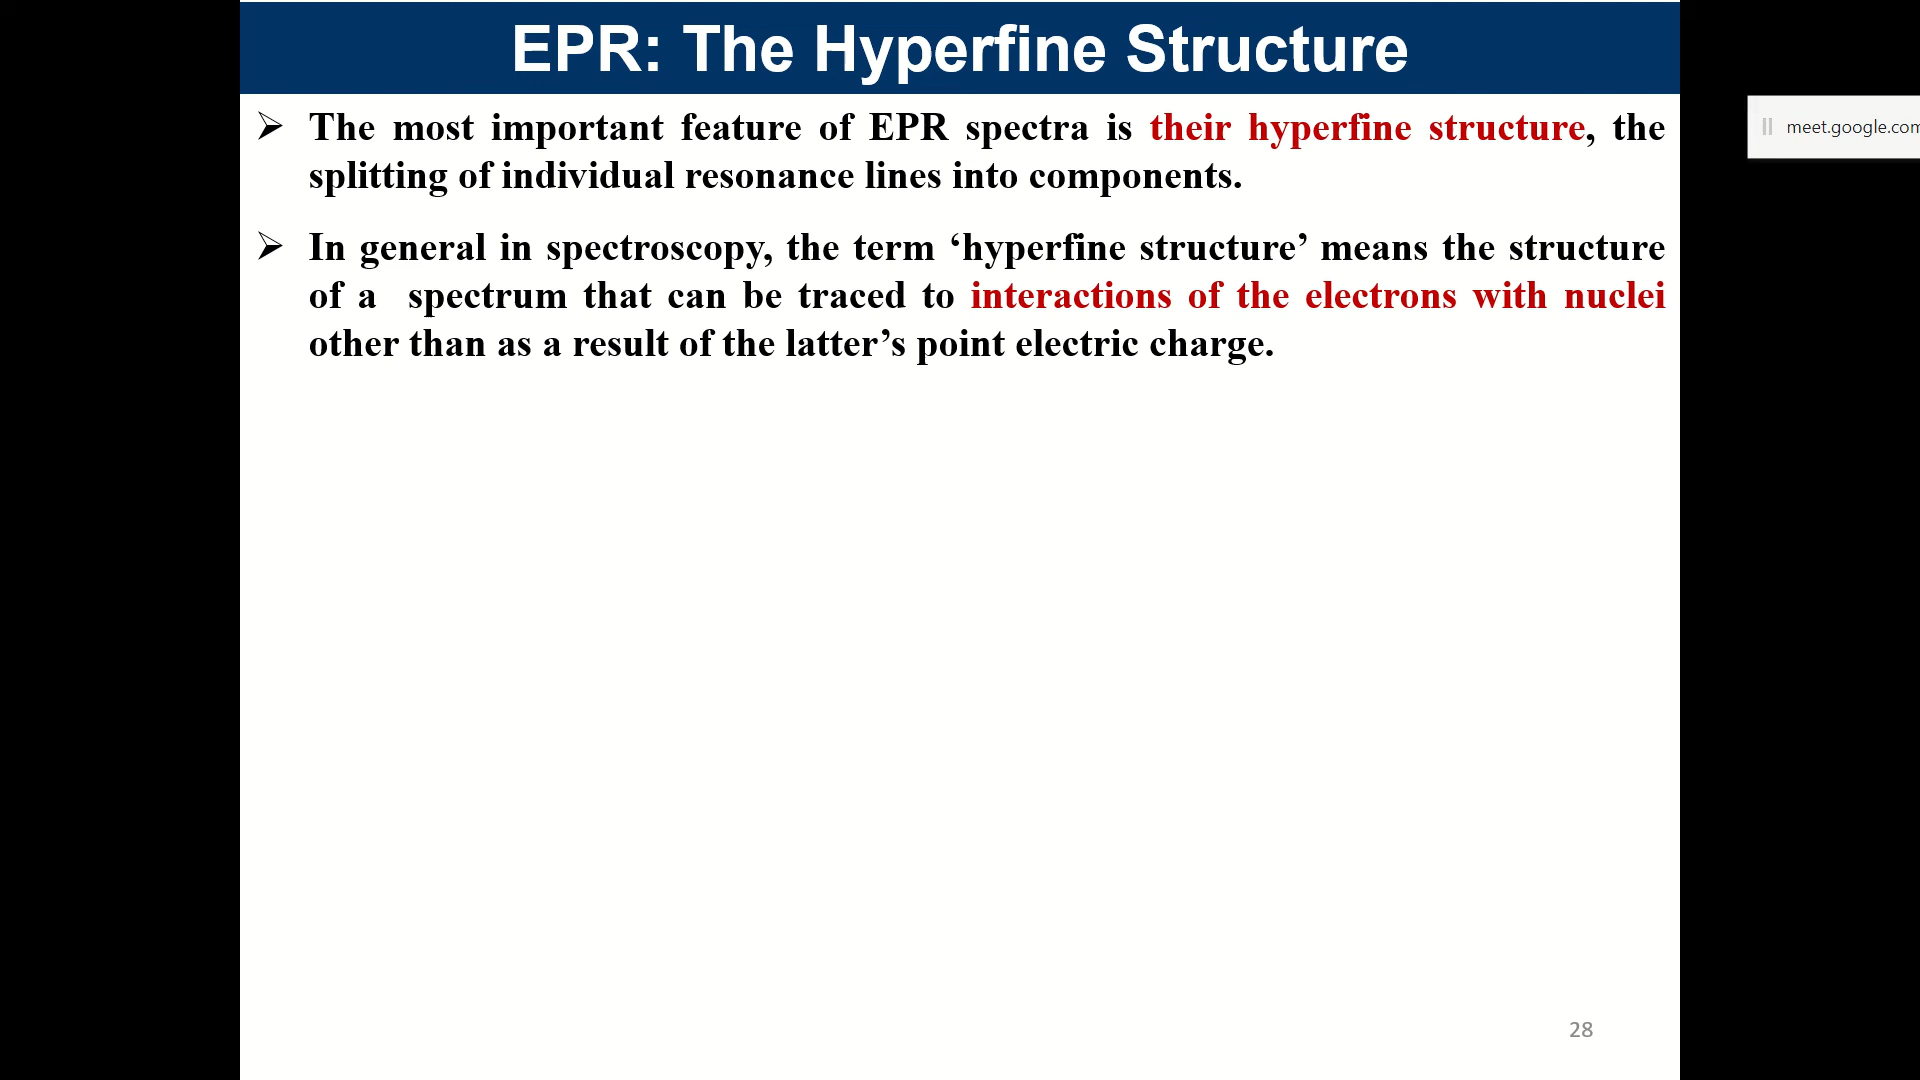 EPR: The Hyperfine Structure
➢ The most important feature of EPR spectra is their hyperfine structure, the
splitting of individual resonance lines into components.
➢ In general in spectroscopy, the term ‘hyperfine structure’ means the structure
of a spectrum that can be traced to interactions of the electrons with nuclei
other than as a result of the latter’s point electric charge.
meet.google.com
28